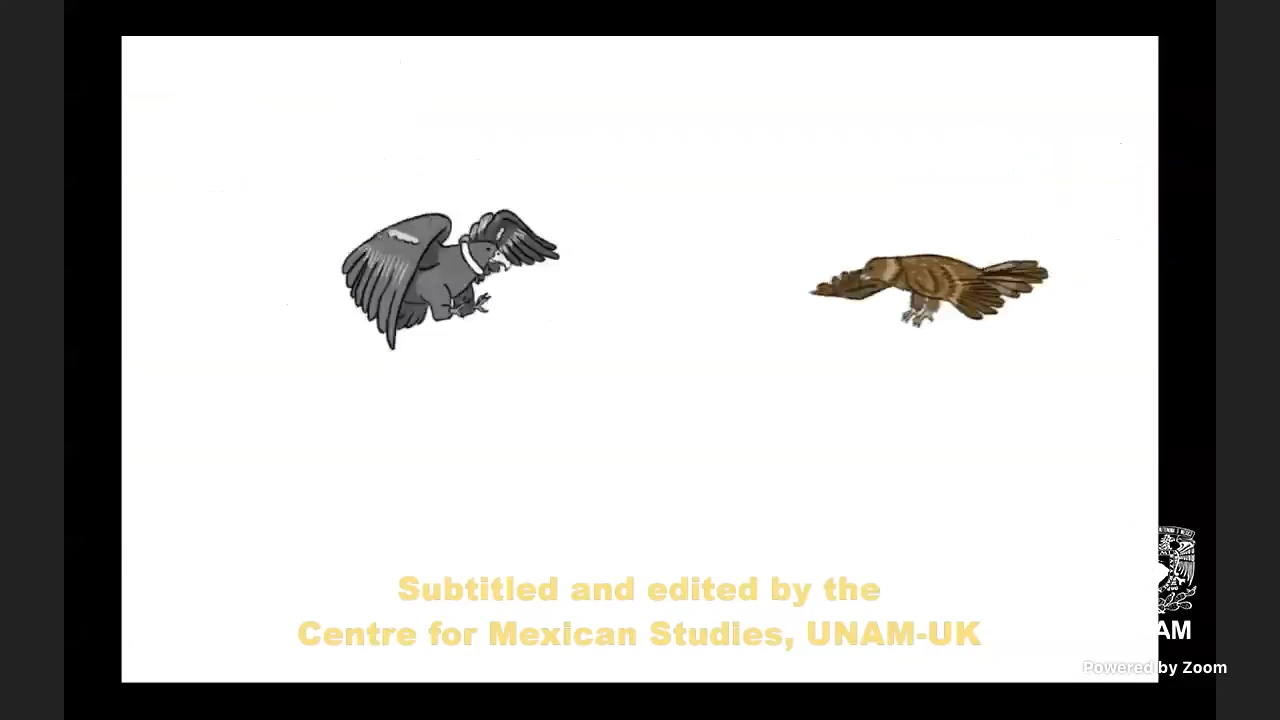 Subtitled and edited by the
Centre for Mexican Studies, UNAM-UK
AM
Powered by Zoom